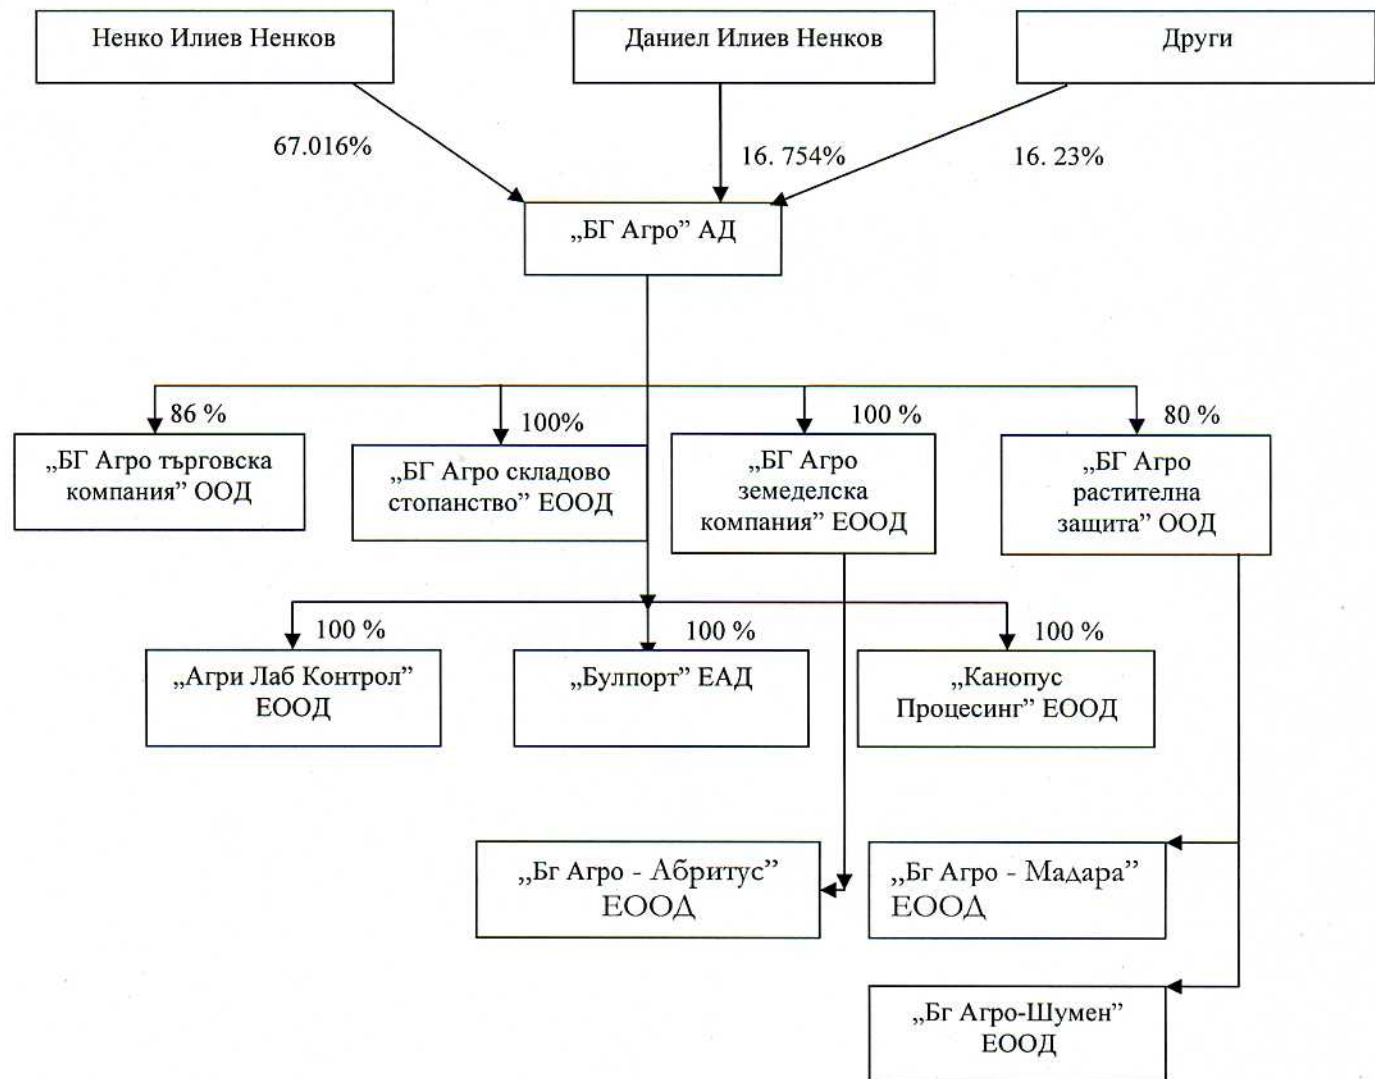 Ненко Илиев Ненков
Даниел Илиев Ненков
Други
67.016%
16. 754%
16. 23%
„БГ Агро” АД
86 %
100%
100 %
80 %
„БГ Агро търговска
компания” ООД
„БГ Агро складово
стопанство” ЕООД
„БГ Агро
земеделска
компания” ЕООД
„БГ Агро
растителна
защита” ООД
100 %
100 %
100 %
„Агри Лаб Контрол”
ЕООД
„Булпорт” ЕАД
„Канопус
Процесинг” ЕООД
„Бг Агро - Абритус”
ЕООД
„Бг Агро - Мадара”
ЕООД
„Бг Агро-Шумен”
ЕООД